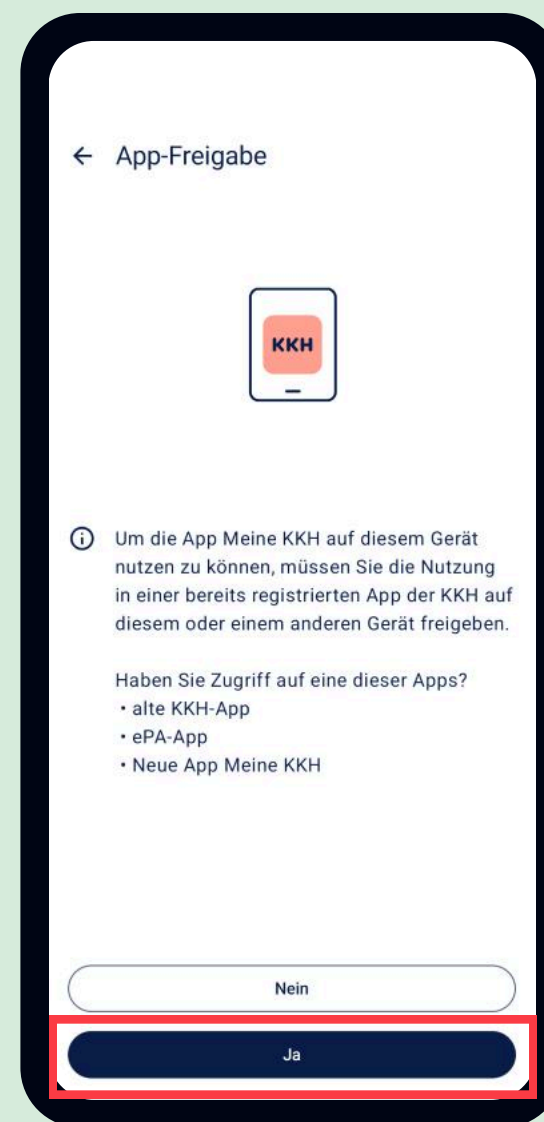 ← App-Freigabe
KKH
Um die App Meine KKH auf diesem Gerät
nutzen zu können, müssen Sie die Nutzung
in einer bereits registrierten App der KKH auf
diesem oder einem anderen Gerät freigeben.
Haben Sie Zugriff auf eine dieser Apps?
• alte KKH-App
• ePA-App
• Neue App Meine KKH
Nein
Ja